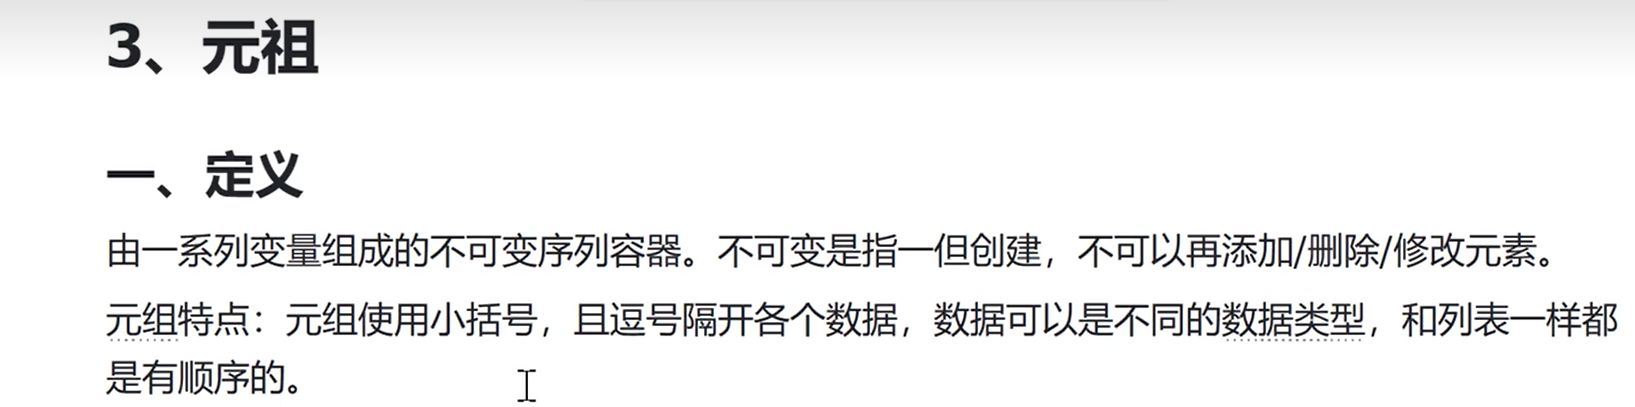 3、元祖
一、定义
由一系列变量组成的不可变序列容器。不可变是指一但创建，不可以再添加/删除/修改元素。
元组特点：元组使用小括号，且逗号隔开各个数据，数据可以是不同的数据类型，和列表一样都
是有顺序的。